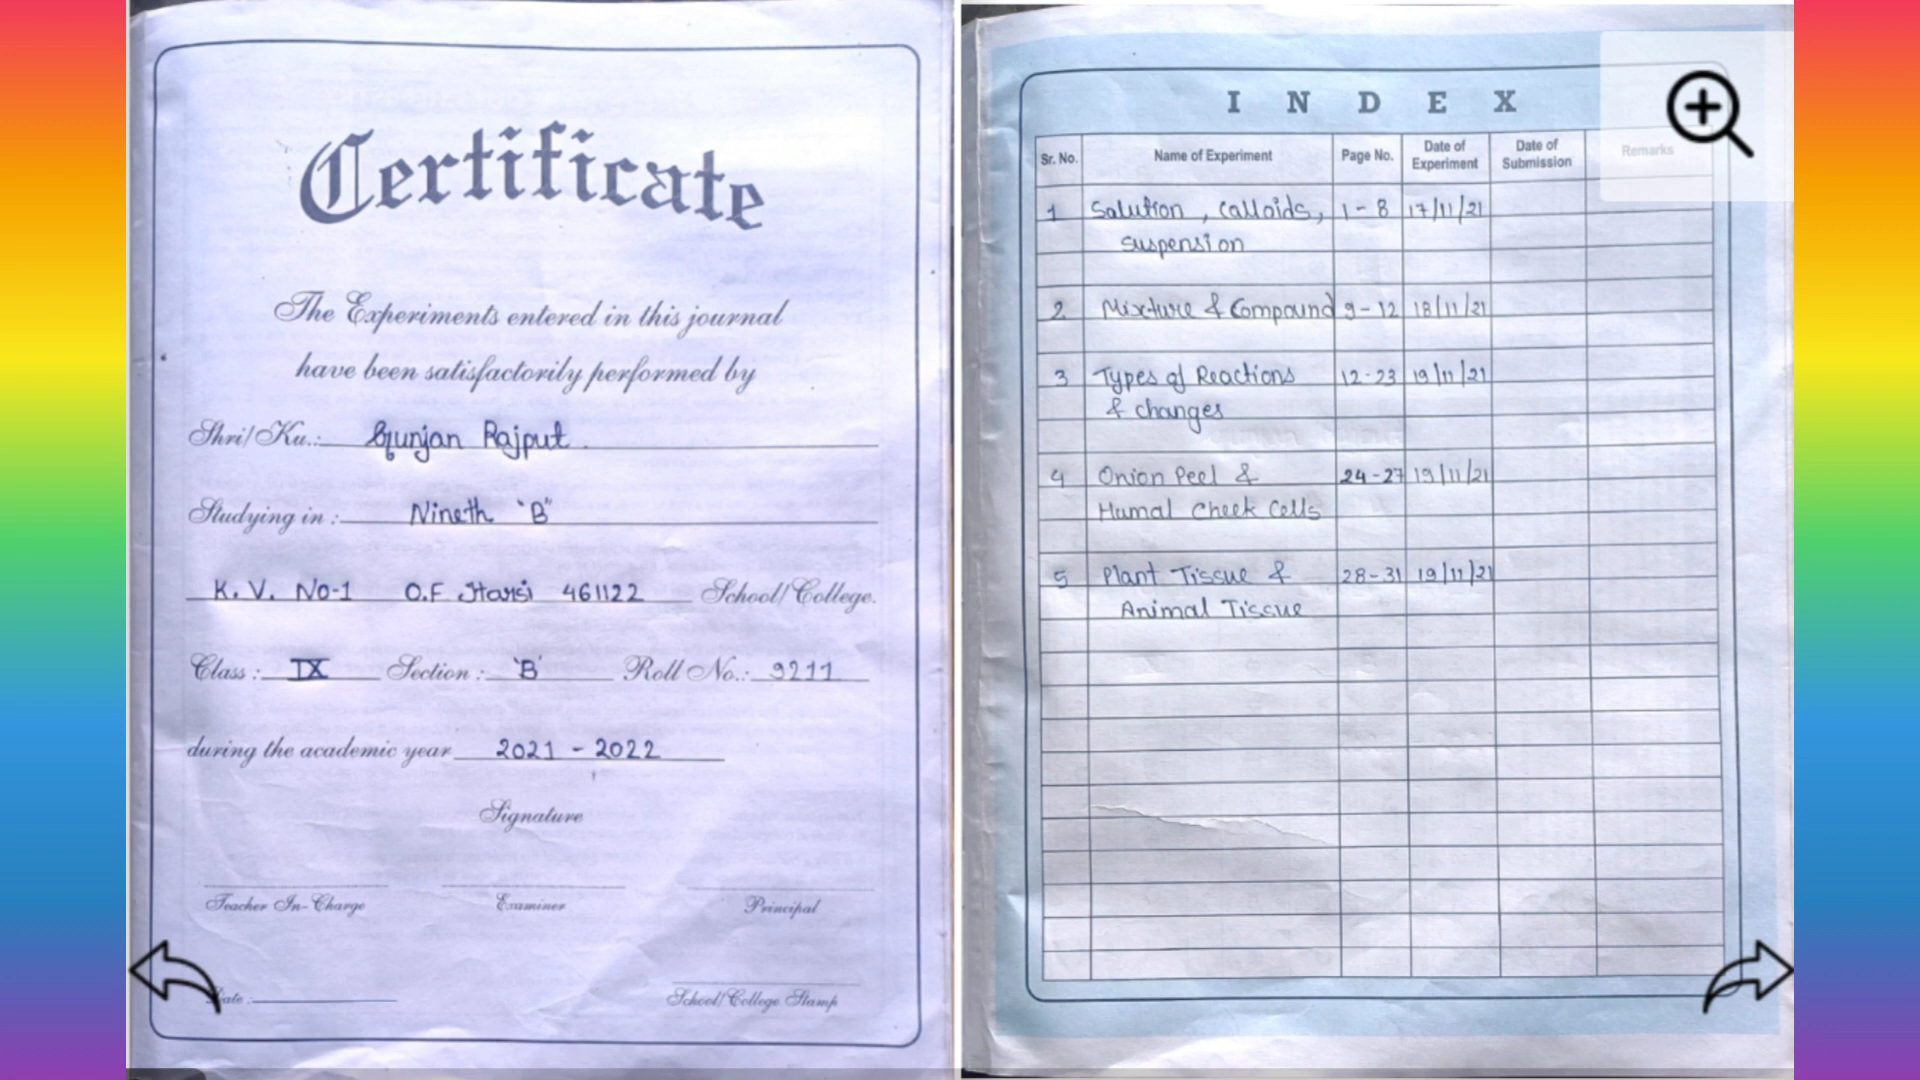 Certificate
The Experiments entered in this journal
have been satisfactorily performed by
Shri/Ku.: Gunjan Rajput.
Studying in : Nineth 'B"
K. V. No-1 O.F Itarsi 461122 School/College.
Class : IX Section : 'B' Roll No.: 9211
during the academic year 2021 - 2022
Signature
Teacher In-Charge Examiner Principal
Date :
School/College Stamp
INDEX
Sr. No. Name of Experiment Page No. Date of Experiment Date of Submission Remarks
1 Solution, Calloids, 1-8 17/11/21
Suspension
2 Mixture & Compound 9-12 18/11/21
3 Types of Reactions 12-23 19/11/21
& changes
4 Onion Peel & 24-27 19/11/21
Humal Cheek Cells
5 Plant Tissue & 28-31 19/11/21
Animal Tissue